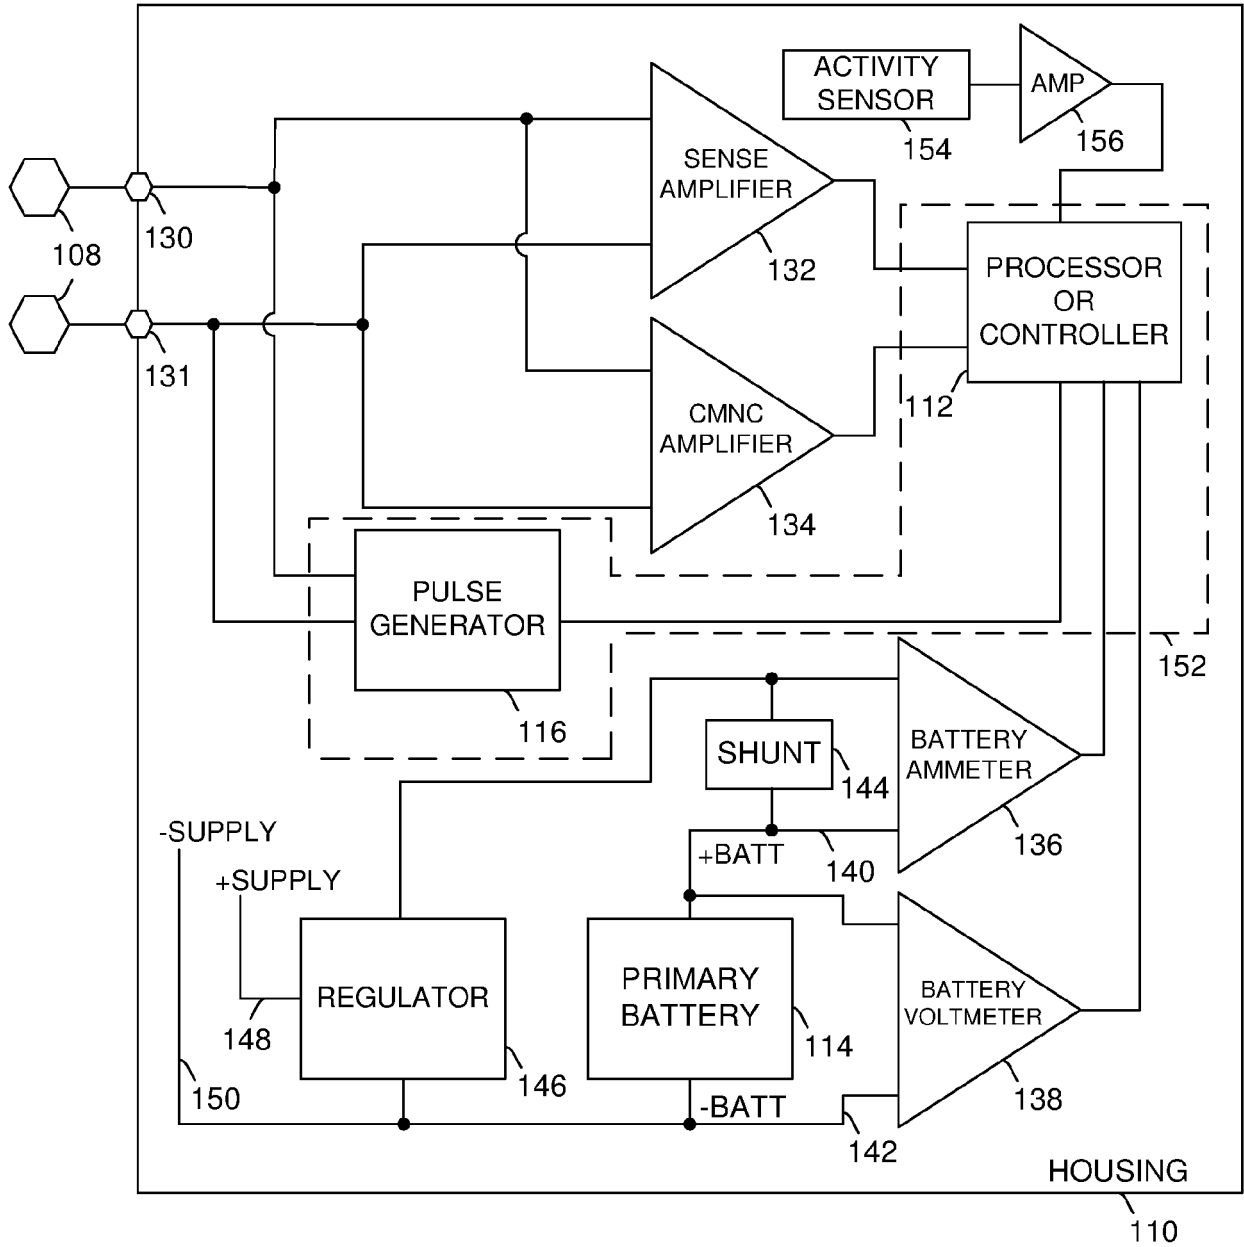 ACTIVITY
SENSOR
154
AMP
156
SENSE
AMPLIFIER
132
130
108
131
PROCESSOR
OR
CONTROLLER
112
CMNC
AMPLIFIER
134
PULSE
GENERATOR
116
152
SHUNT
144
BATTERY
AMMETER
136
-SUPPLY
+SUPPLY
+BATT
140
REGULATOR
148
146
150
PRIMARY
BATTERY
114
BATTERY
VOLTMETER
138
-BATT
142
HOUSING
110